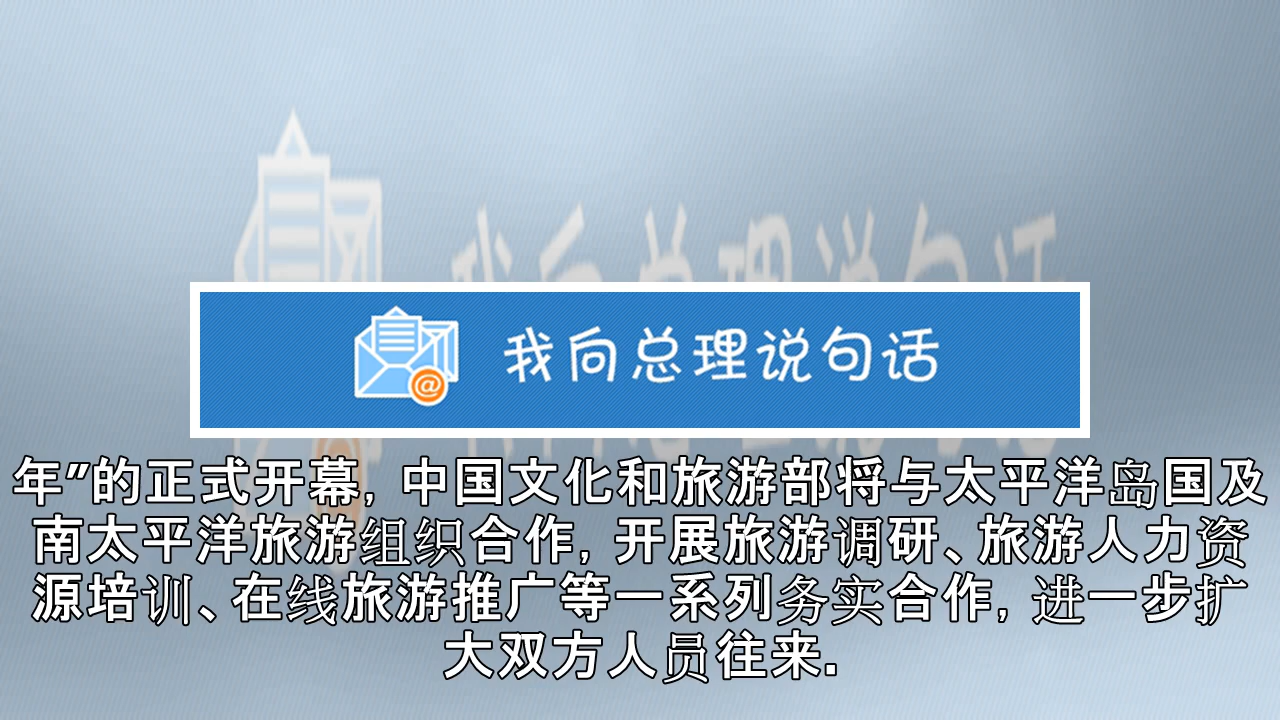 我向总理说句话
年”的正式开幕, 中国文化和旅游部将与太平洋岛国及
南太平洋旅游组织合作, 开展旅游调研、旅游人力资
源培训、在线旅游推广等一系列务实合作, 进一步扩
大双方人员往来.